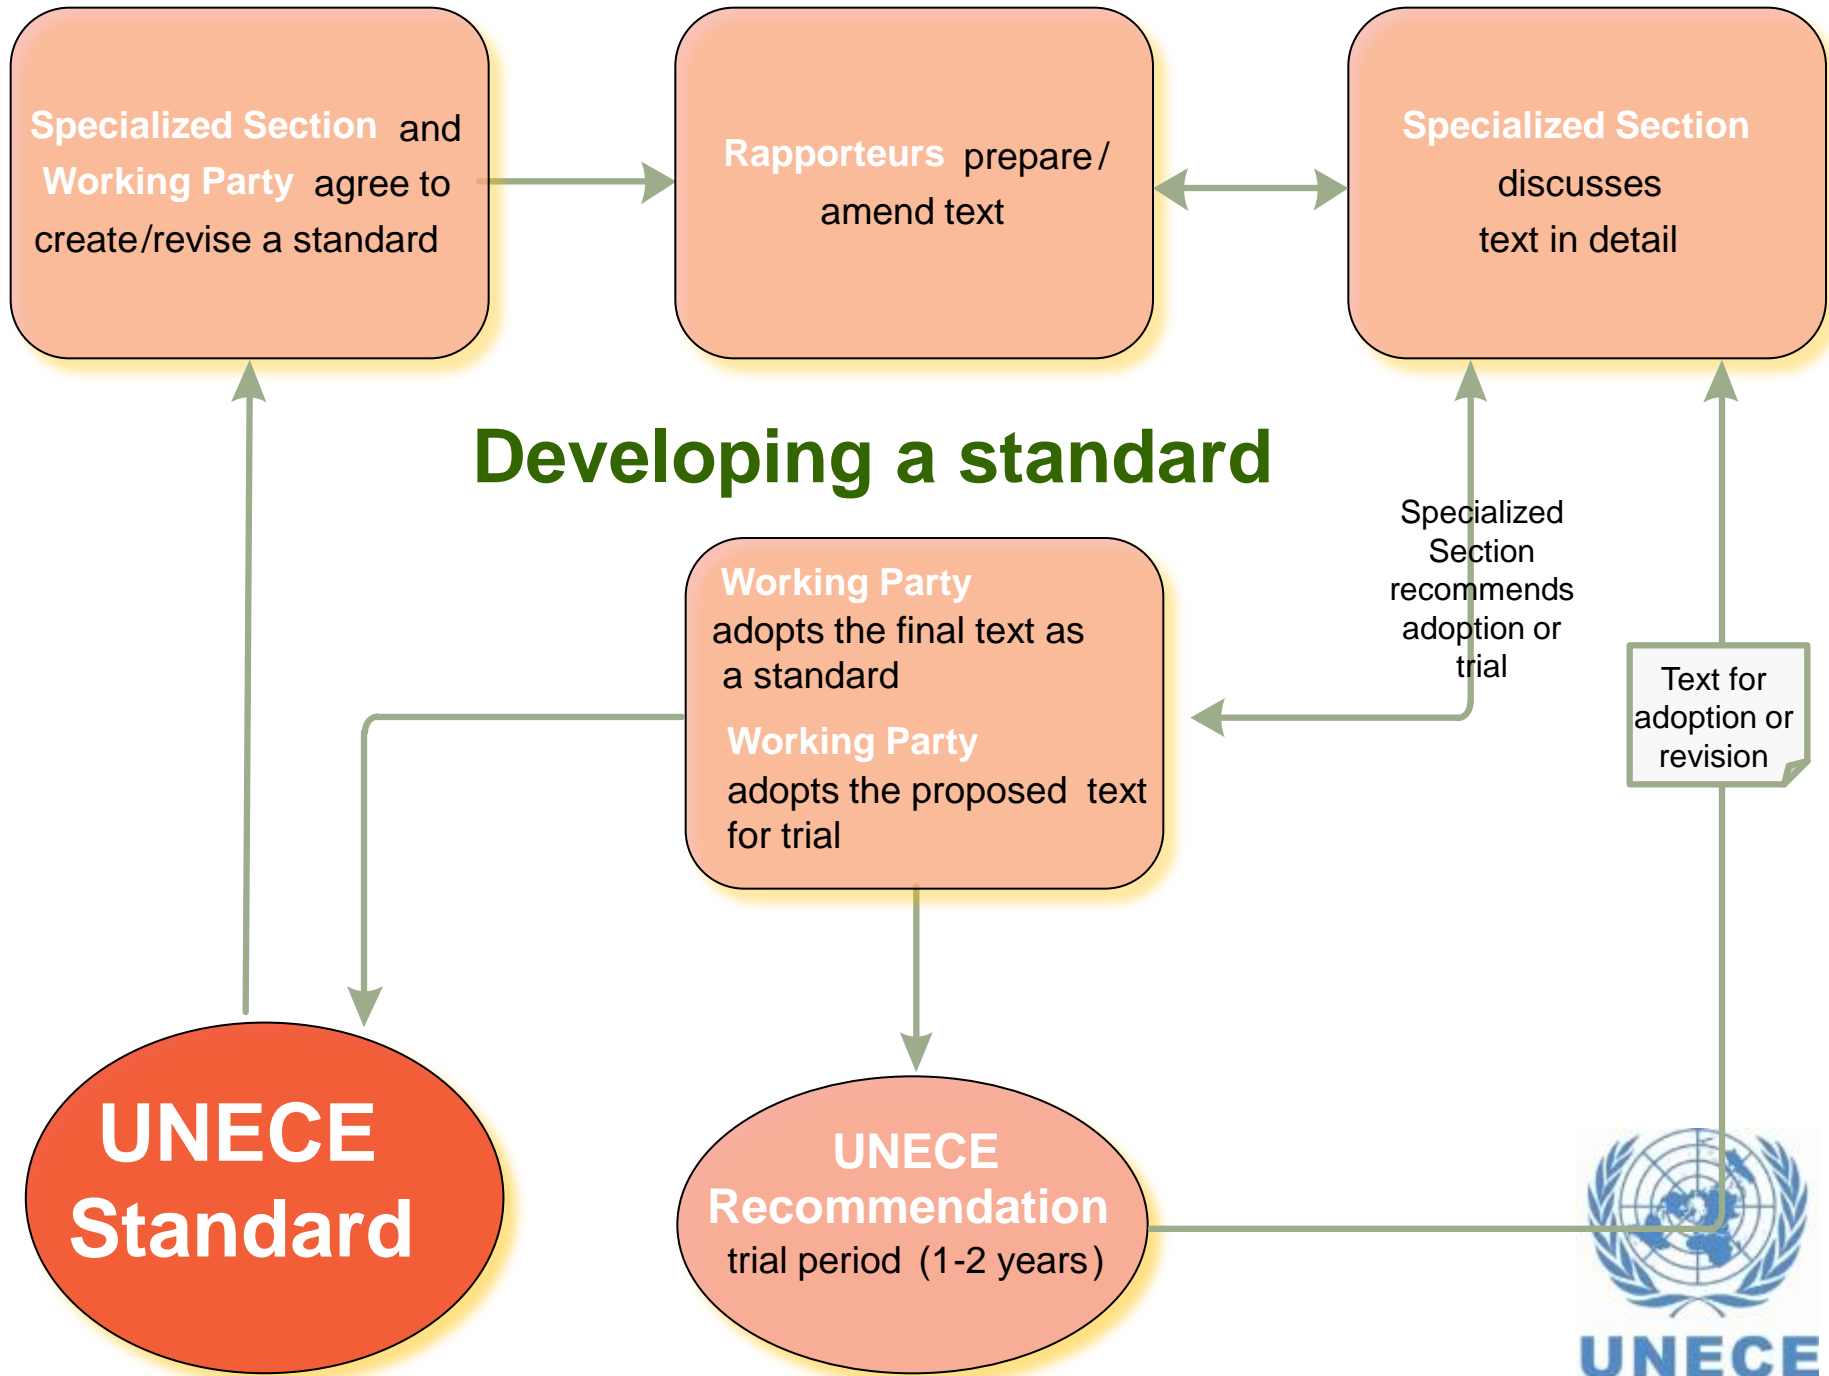 Specialized Section and
Working Party agree to
create/revise a standard
Rapporteurs prepare/
amend text
Specialized Section
discusses
text in detail
Developing a standard
Working Party
adopts the final text as
a standard
Working Party
adopts the proposed text
for trial
Specialized
Section
recommends
adoption or
trial
Text for
adoption or
revision
UNECE
Standard
UNECE
Recommendation
trial period (1-2 years)
UNECE